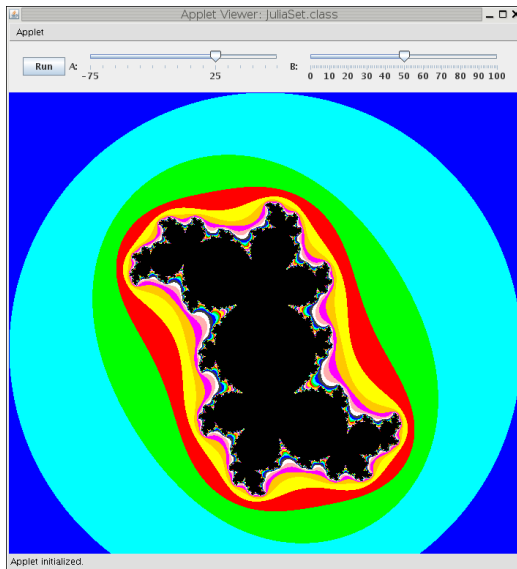 Applet Viewer: JuliaSet.class
Applet
Run A: B:
-75 25 0 10 20 30 40 50 60 70 80 90 100
Applet initialized.